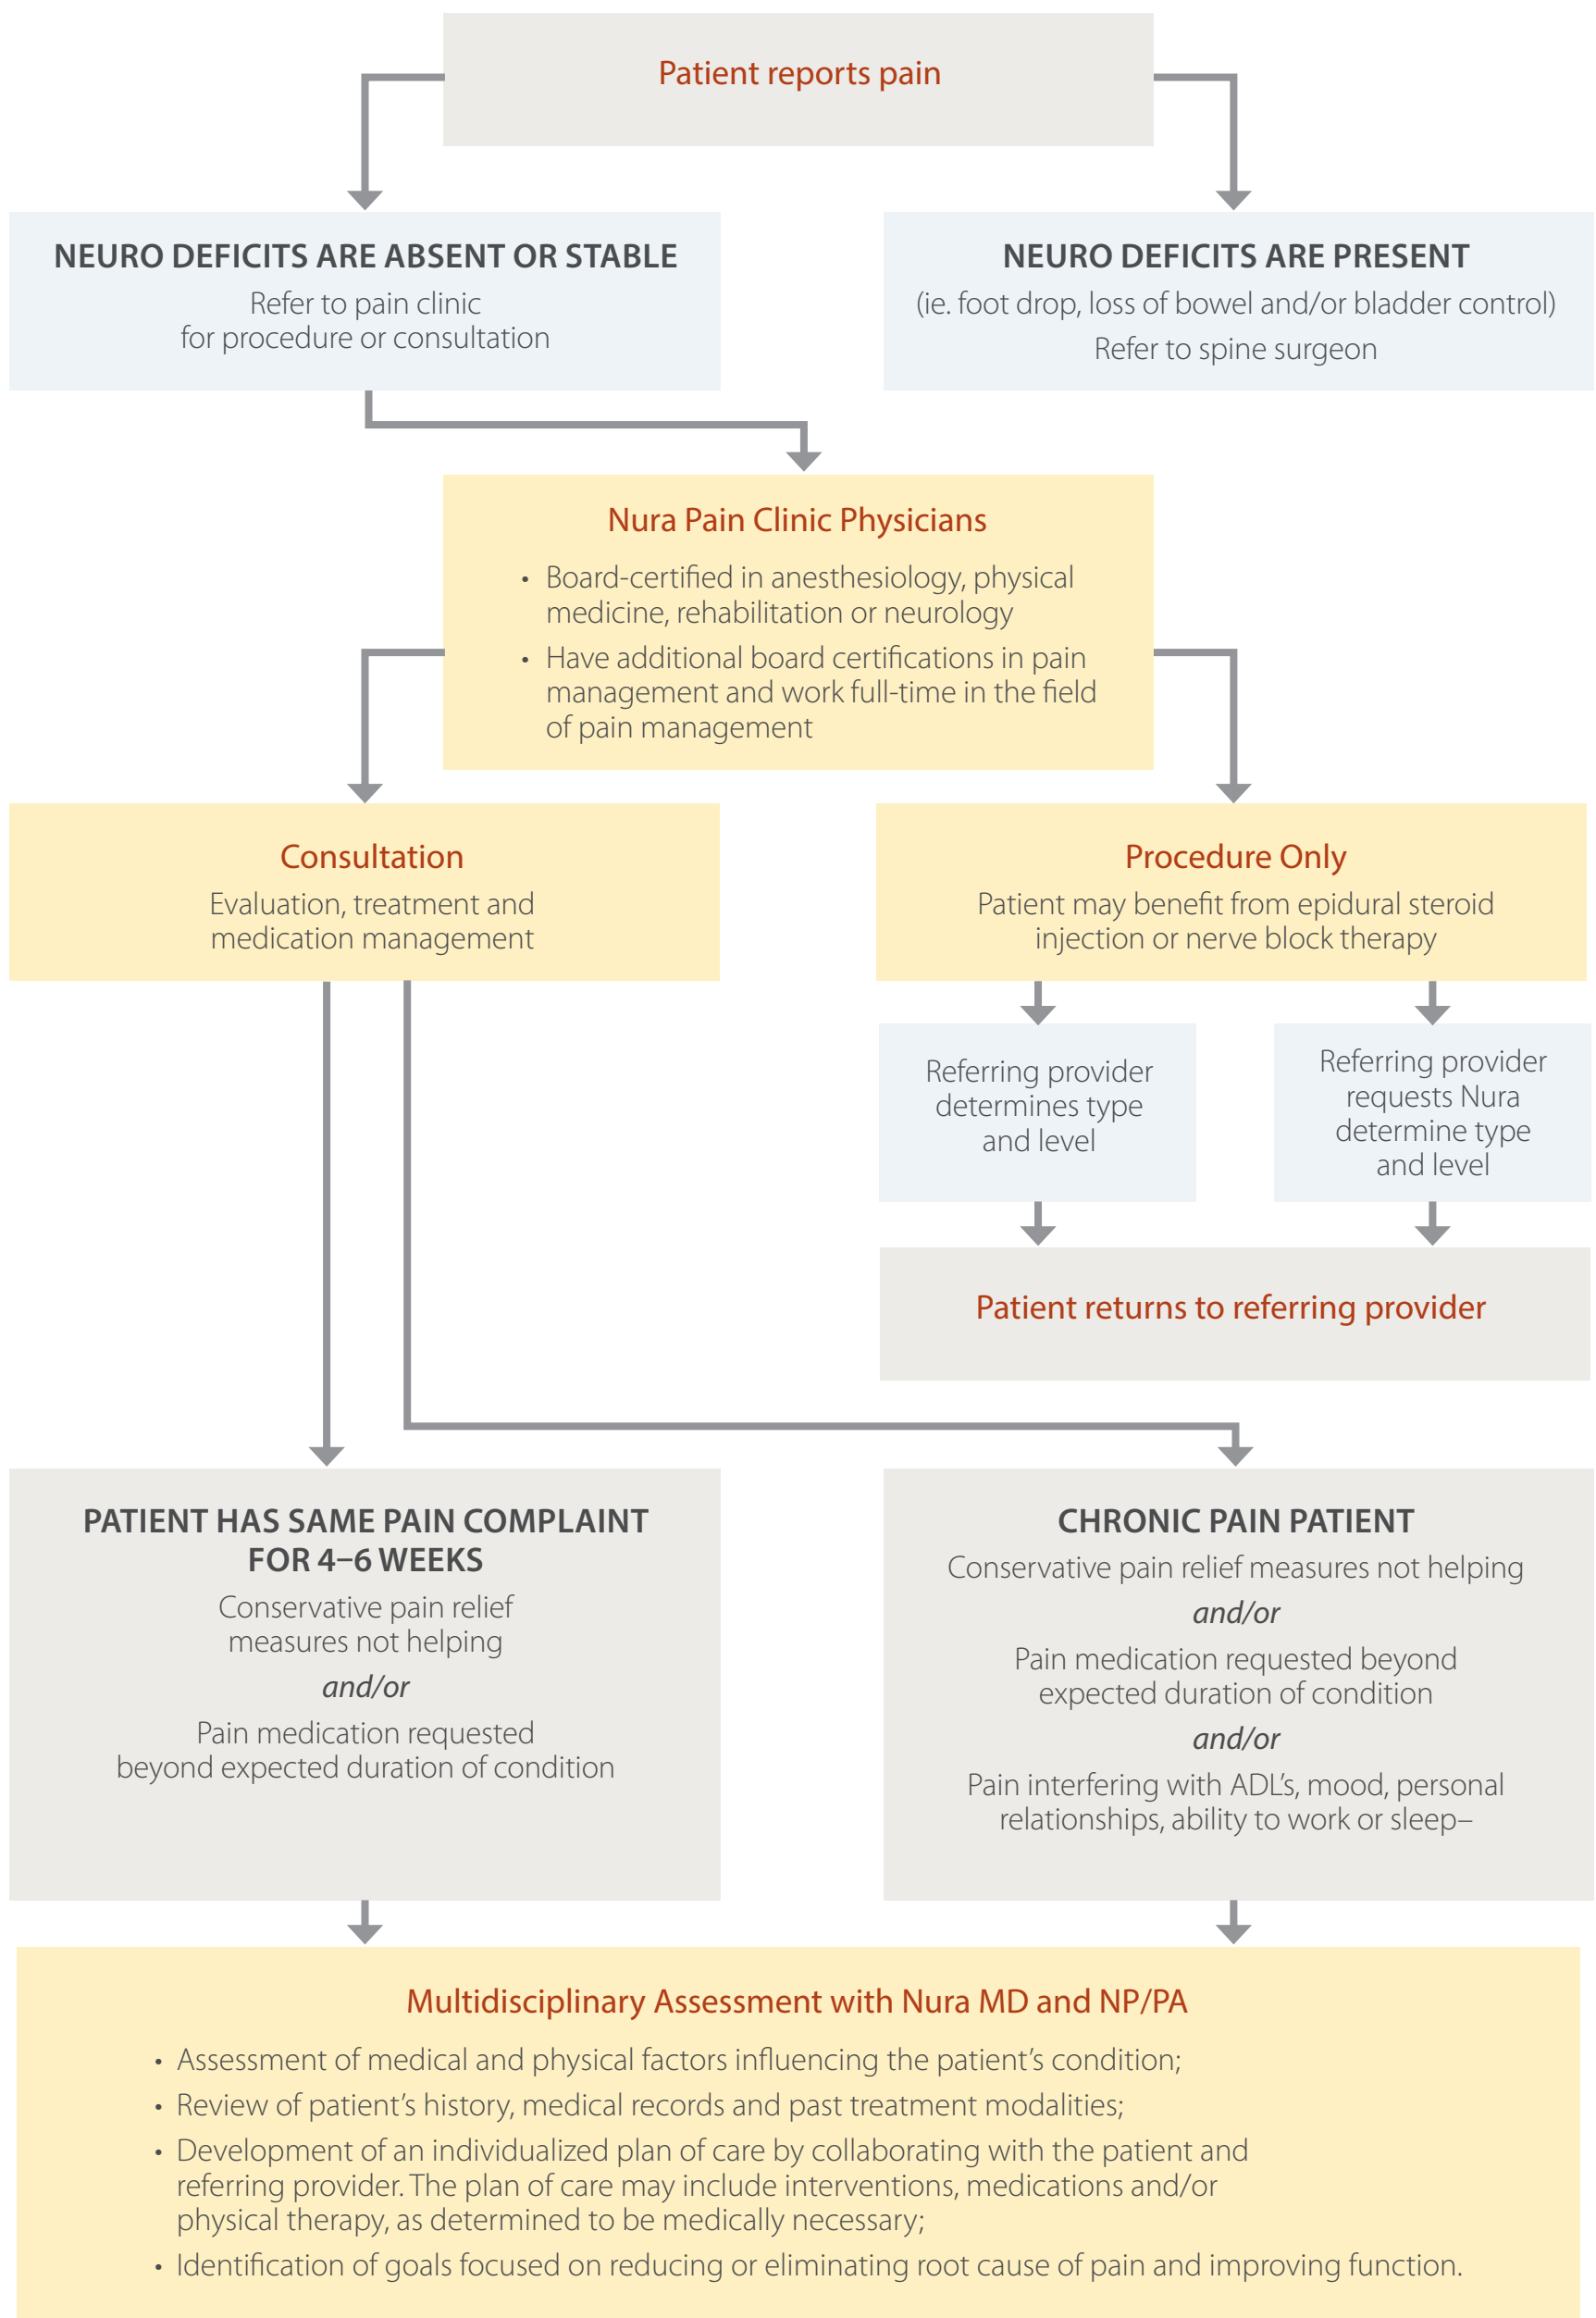 Patient reports pain
NEURO DEFICITS ARE ABSENT OR STABLE
Refer to pain clinic
for procedure or consultation
NEURO DEFICITS ARE PRESENT
(ie. foot drop, loss of bowel and/or bladder control)
Refer to spine surgeon
Nura Pain Clinic Physicians
• Board-certified in anesthesiology, physical
medicine, rehabilitation or neurology
• Have additional board certifications in pain
management and work full-time in the field
of pain management
Consultation
Evaluation, treatment and
medication management
Procedure Only
Patient may benefit from epidural steroid
injection or nerve block therapy
Referring provider
determines type
and level
Referring provider
requests Nura
determine type
and level
Patient returns to referring provider
PATIENT HAS SAME PAIN COMPLAINT
FOR 4–6 WEEKS
Conservative pain relief
measures not helping
and/or
Pain medication requested
beyond expected duration of condition
CHRONIC PAIN PATIENT
Conservative pain relief measures not helping
and/or
Pain medication requested beyond
expected duration of condition
and/or
Pain interfering with ADL’s, mood, personal
relationships, ability to work or sleep–
Multidisciplinary Assessment with Nura MD and NP/PA
• Assessment of medical and physical factors influencing the patient’s condition;
• Review of patient’s history, medical records and past treatment modalities;
• Development of an individualized plan of care by collaborating with the patient and
referring provider. The plan of care may include interventions, medications and/or
physical therapy, as determined to be medically necessary;
• Identification of goals focused on reducing or eliminating root cause of pain and improving function.